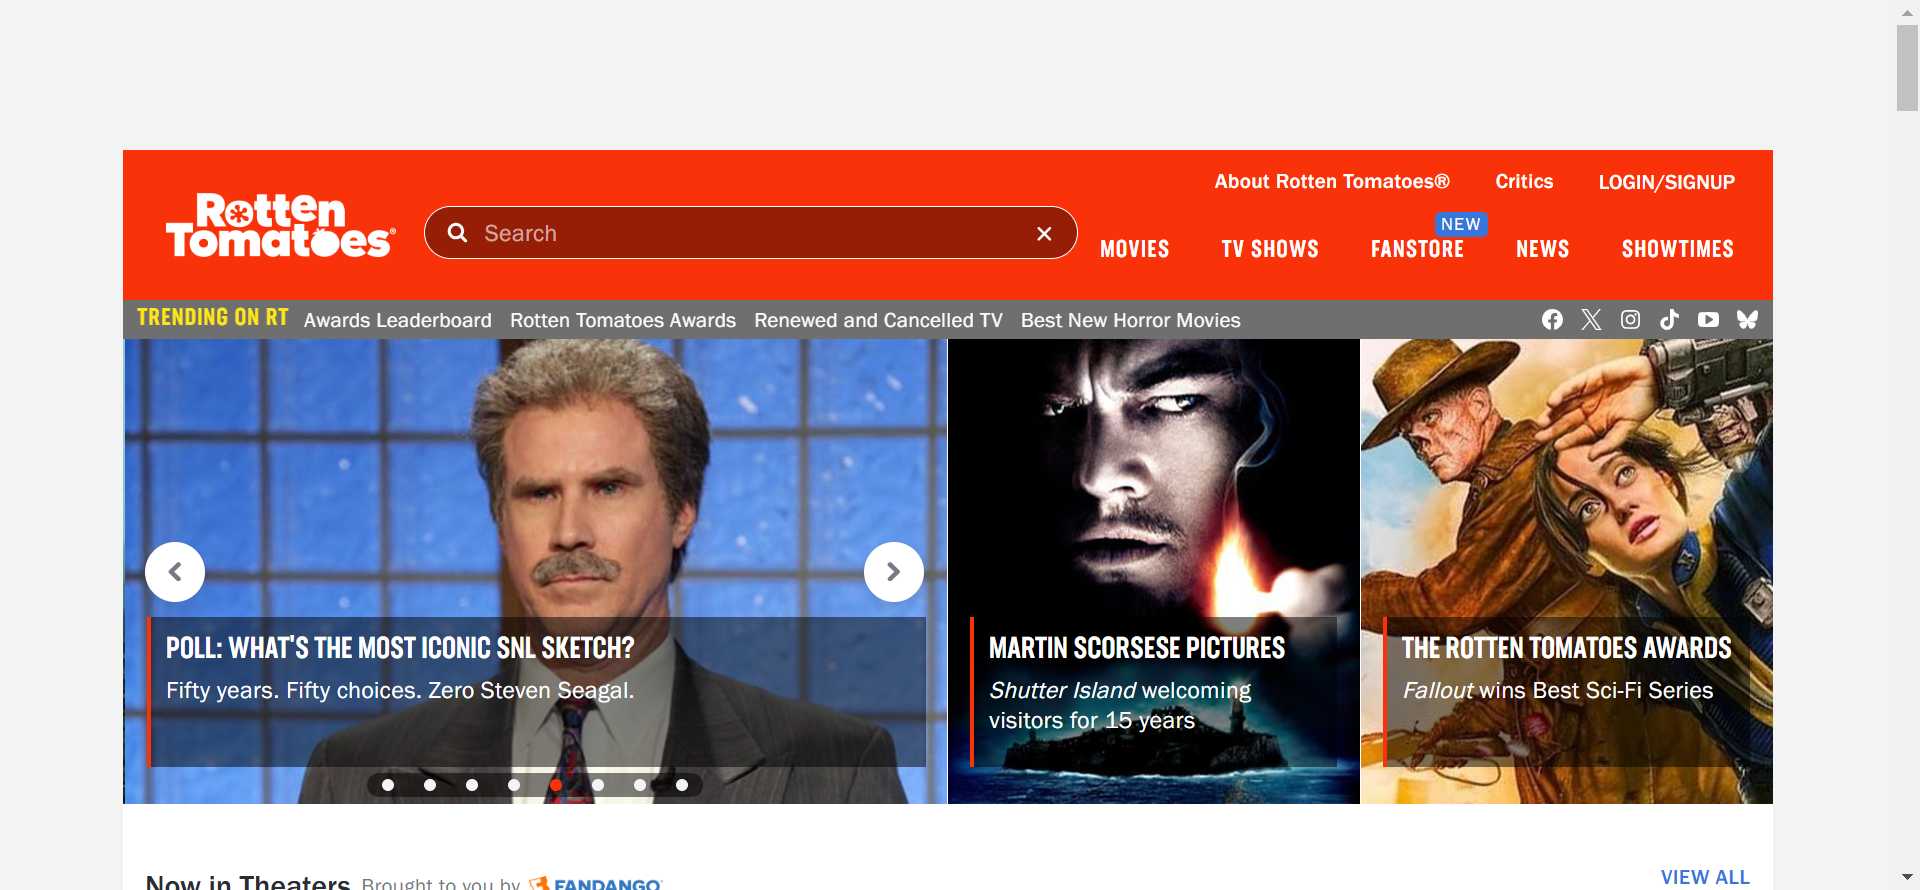 About Rotten Tomatoes® Critics LOGIN/SIGNUP
Rotten
Tomatoes®
Search
NEW
MOVIES TV SHOWS FANSTORE NEWS SHOWTIMES
TRENDING ON RT Awards Leaderboard Rotten Tomatoes Awards Renewed and Cancelled TV Best New Horror Movies
POLL: WHAT'S THE MOST ICONIC SNL SKETCH?
Fifty years. Fifty choices. Zero Steven Seagal.
MARTIN SCORSESE PICTURES
Shutter Island welcoming
visitors for 15 years
THE ROTTEN TOMATOES AWARDS
Fallout wins Best Sci-Fi Series
Now in Theaters Brought to you by FANDANGO
VIEW ALL